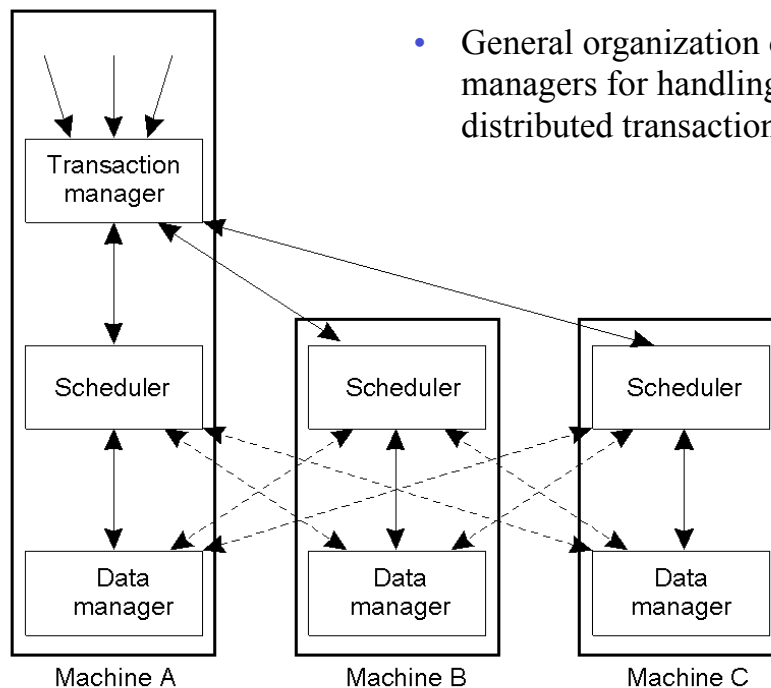 • General organization
managers for handling
distributed transaction
Transaction
manager
Scheduler
Scheduler
Scheduler
Data
manager
Data
manager
Data
manager
Machine A
Machine B
Machine C